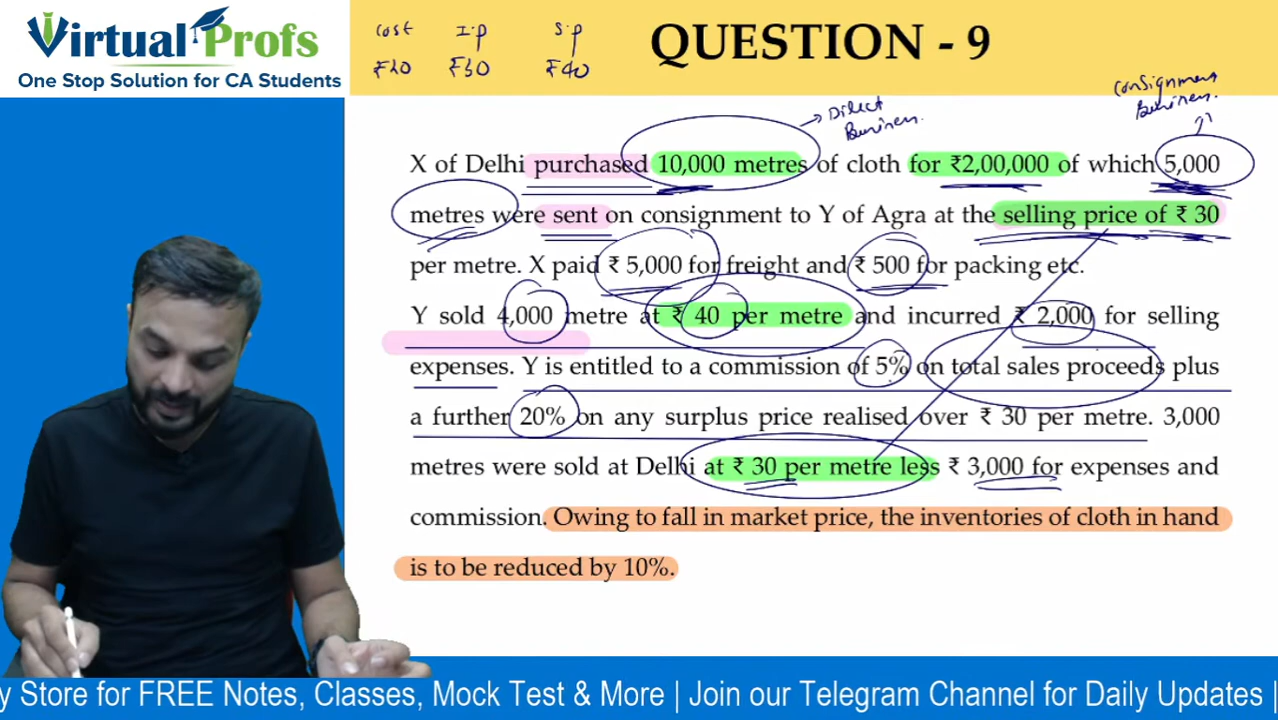 Virtual Profs
One Stop Solution for CA Students
Cost I.p S.p
₹20 ₹30 ₹40
QUESTION - 9
Direct
Business.
Consignment
Business.
X of Delhi purchased 10,000 metres of cloth for ₹2,00,000 of which 5,000
metres were sent on consignment to Y of Agra at the selling price of ₹ 30
per metre. X paid ₹ 5,000 for freight and ₹ 500 for packing etc.
Y sold 4,000 metre at ₹ 40 per metre and incurred ₹ 2,000 for selling
expenses. Y is entitled to a commission of 5% on total sales proceeds plus
a further 20% on any surplus price realised over ₹ 30 per metre. 3,000
metres were sold at Delhi at ₹ 30 per metre less ₹ 3,000 for expenses and
commission. Owing to fall in market price, the inventories of cloth in hand
is to be reduced by 10%.
y Store for FREE Notes, Classes, Mock Test & More | Join our Telegram Channel for Daily Updates |